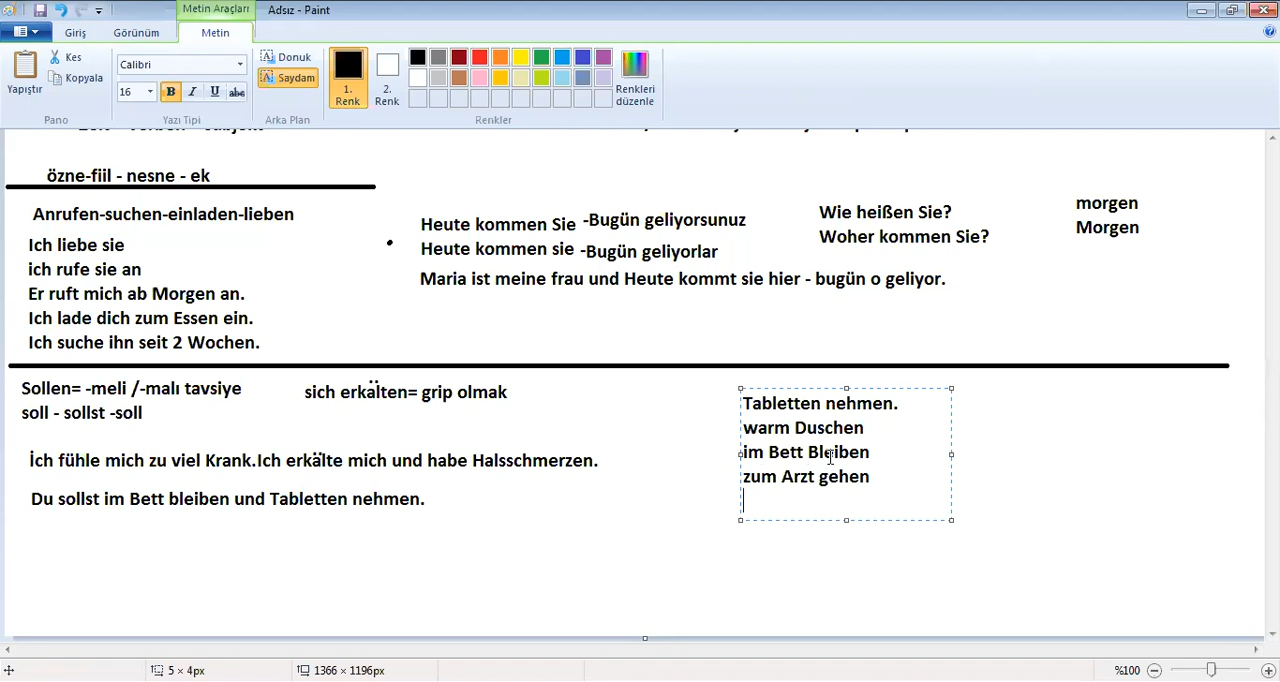 Metin Araçları
Adsız - Paint
Giriş
Görünüm
Metin
Yapıştır
Kes
Kopyala
Pano
Calibri
16
B I U abc
Yazı Tipi
Donuk
Saydam
Arka Plan
1. Renk
2. Renk
Renkleri düzenle
Renkler
özne-fiil - nesne - ek
Anrufen-suchen-einladen-lieben
Ich liebe sie
ich rufe sie an
Er ruft mich ab Morgen an.
Ich lade dich zum Essen ein.
Ich suche ihn seit 2 Wochen.
Heute kommen Sie -Bugün geliyorsunuz
Heute kommen sie -Bugün geliyorlar
Maria ist meine frau und Heute kommt sie hier - bugün o geliyor.
Wie heißen Sie?
Woher kommen Sie?
morgen
Morgen
Sollen= -meli /-malı tavsiye
soll - sollst -soll
sich erkälten= grip olmak
İch fühle mich zu viel Krank.Ich erkälte mich und habe Halsschmerzen.
Du sollst im Bett bleiben und Tabletten nehmen.
Tabletten nehmen.
warm Duschen
im Bett Bleiben
zum Arzt gehen
5 × 4px
1366 × 1196px
%100